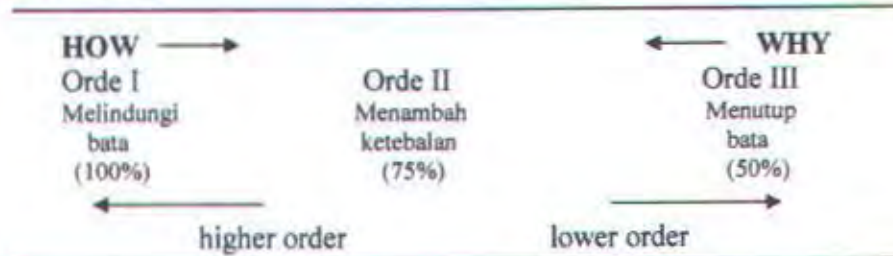 HOW → ← WHY
Orde I Orde II Orde III
Melindungi Menambah Menutup
bata ketebalan bata
(100%) (75%) (50%)
higher order lower order